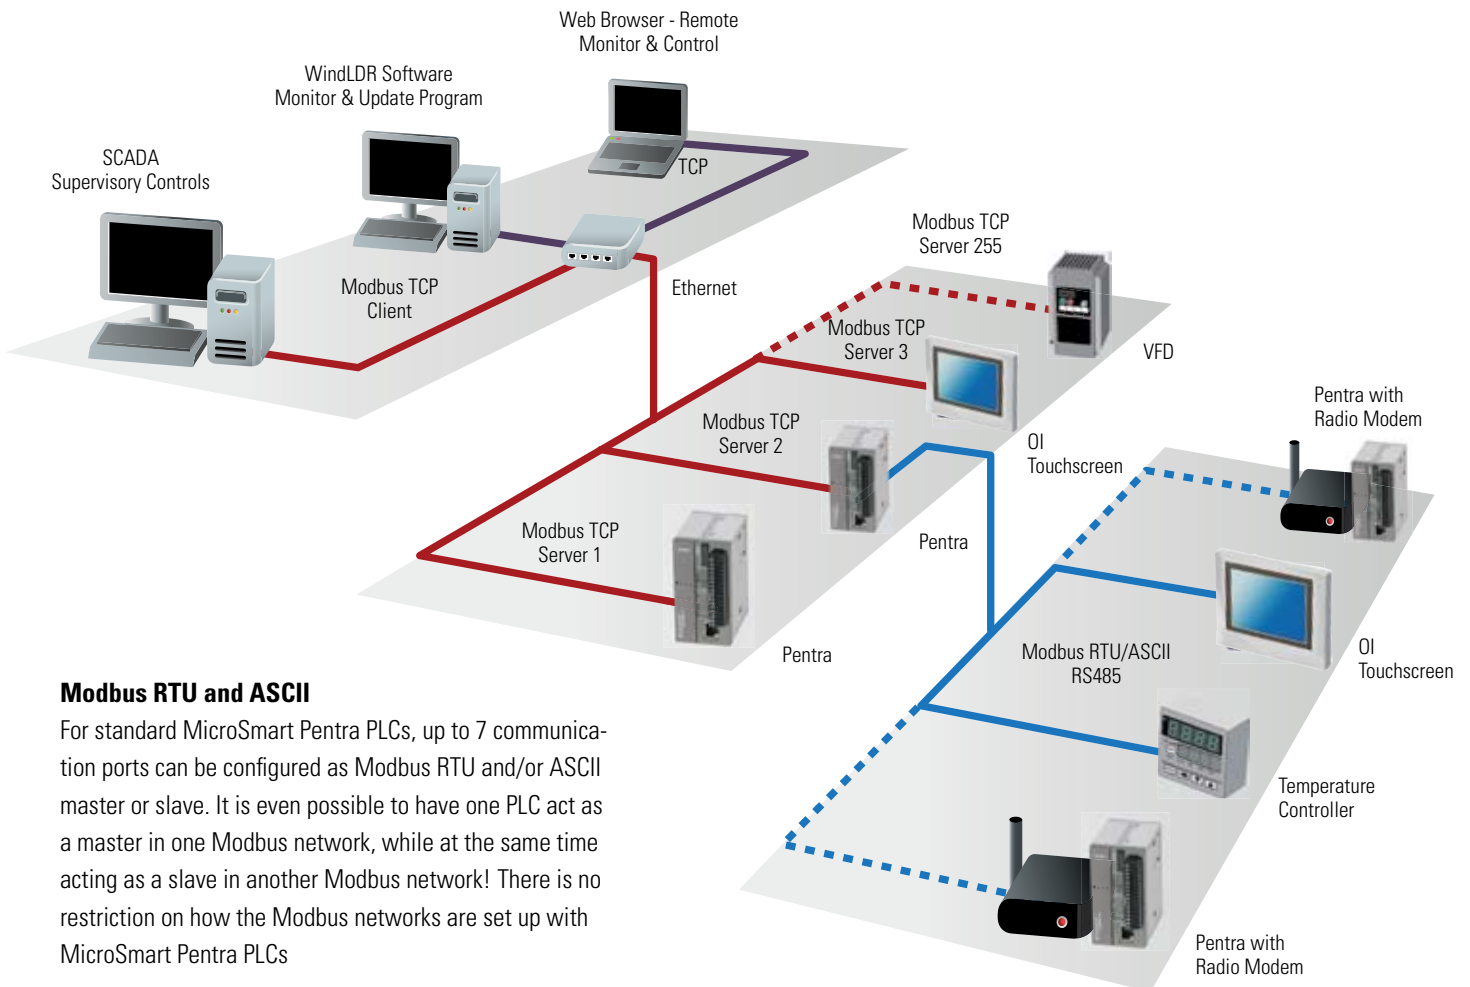 Web Browser - Remote
Monitor & Control
WindLDR Software
Monitor & Update Program
SCADA
Supervisory Controls
TCP
Modbus TCP
Client
Ethernet
Modbus TCP
Server 255
Modbus TCP
Server 3
VFD
Modbus TCP
Server 2
OI
Touchscreen
Pentra with
Radio Modem
Modbus TCP
Server 1
Pentra
Pentra
Modbus RTU/ASCII
RS485
OI
Touchscreen
Temperature
Controller
Pentra with
Radio Modem
Modbus RTU and ASCII
For standard MicroSmart Pentra PLCs, up to 7 communica-
tion ports can be configured as Modbus RTU and/or ASCII
master or slave. It is even possible to have one PLC act as
a master in one Modbus network, while at the same time
acting as a slave in another Modbus network! There is no
restriction on how the Modbus networks are set up with
MicroSmart Pentra PLCs